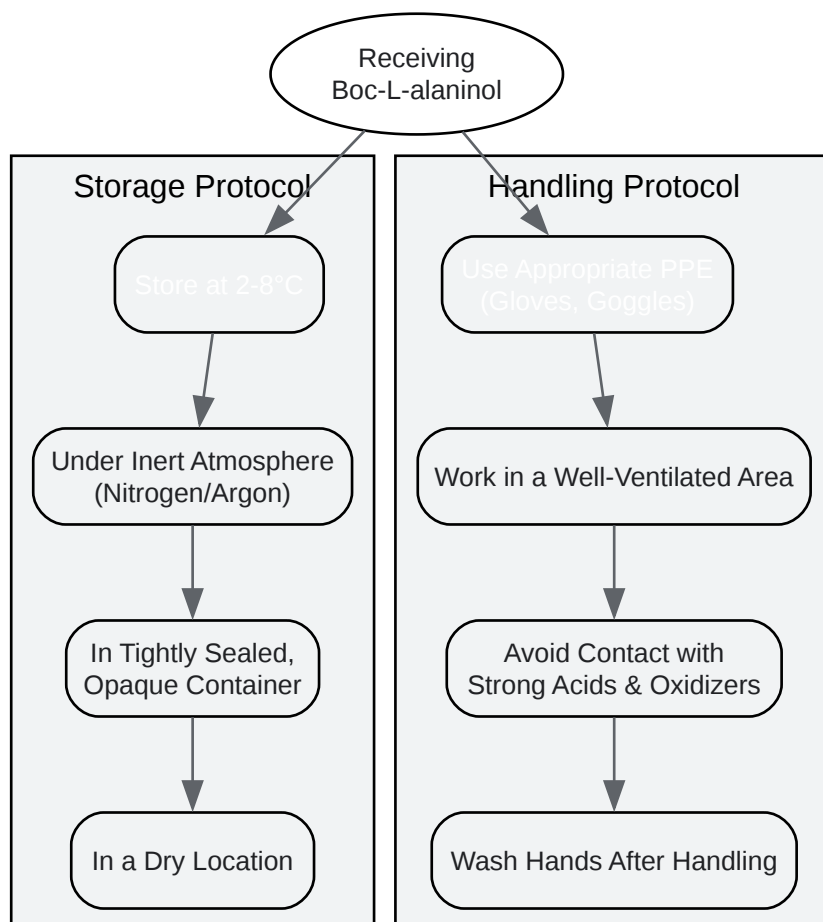 Receiving
Boc-L-alaninol
Storage Protocol
Store at 2-8°C
Under Inert Atmosphere
(Nitrogen/Argon)
In Tightly Sealed,
Opaque Container
In a Dry Location
Handling Protocol
Use Appropriate PPE
(Gloves, Goggles)
Work in a Well-Ventilated Area
Avoid Contact with
Strong Acids & Oxidizers
Wash Hands After Handling